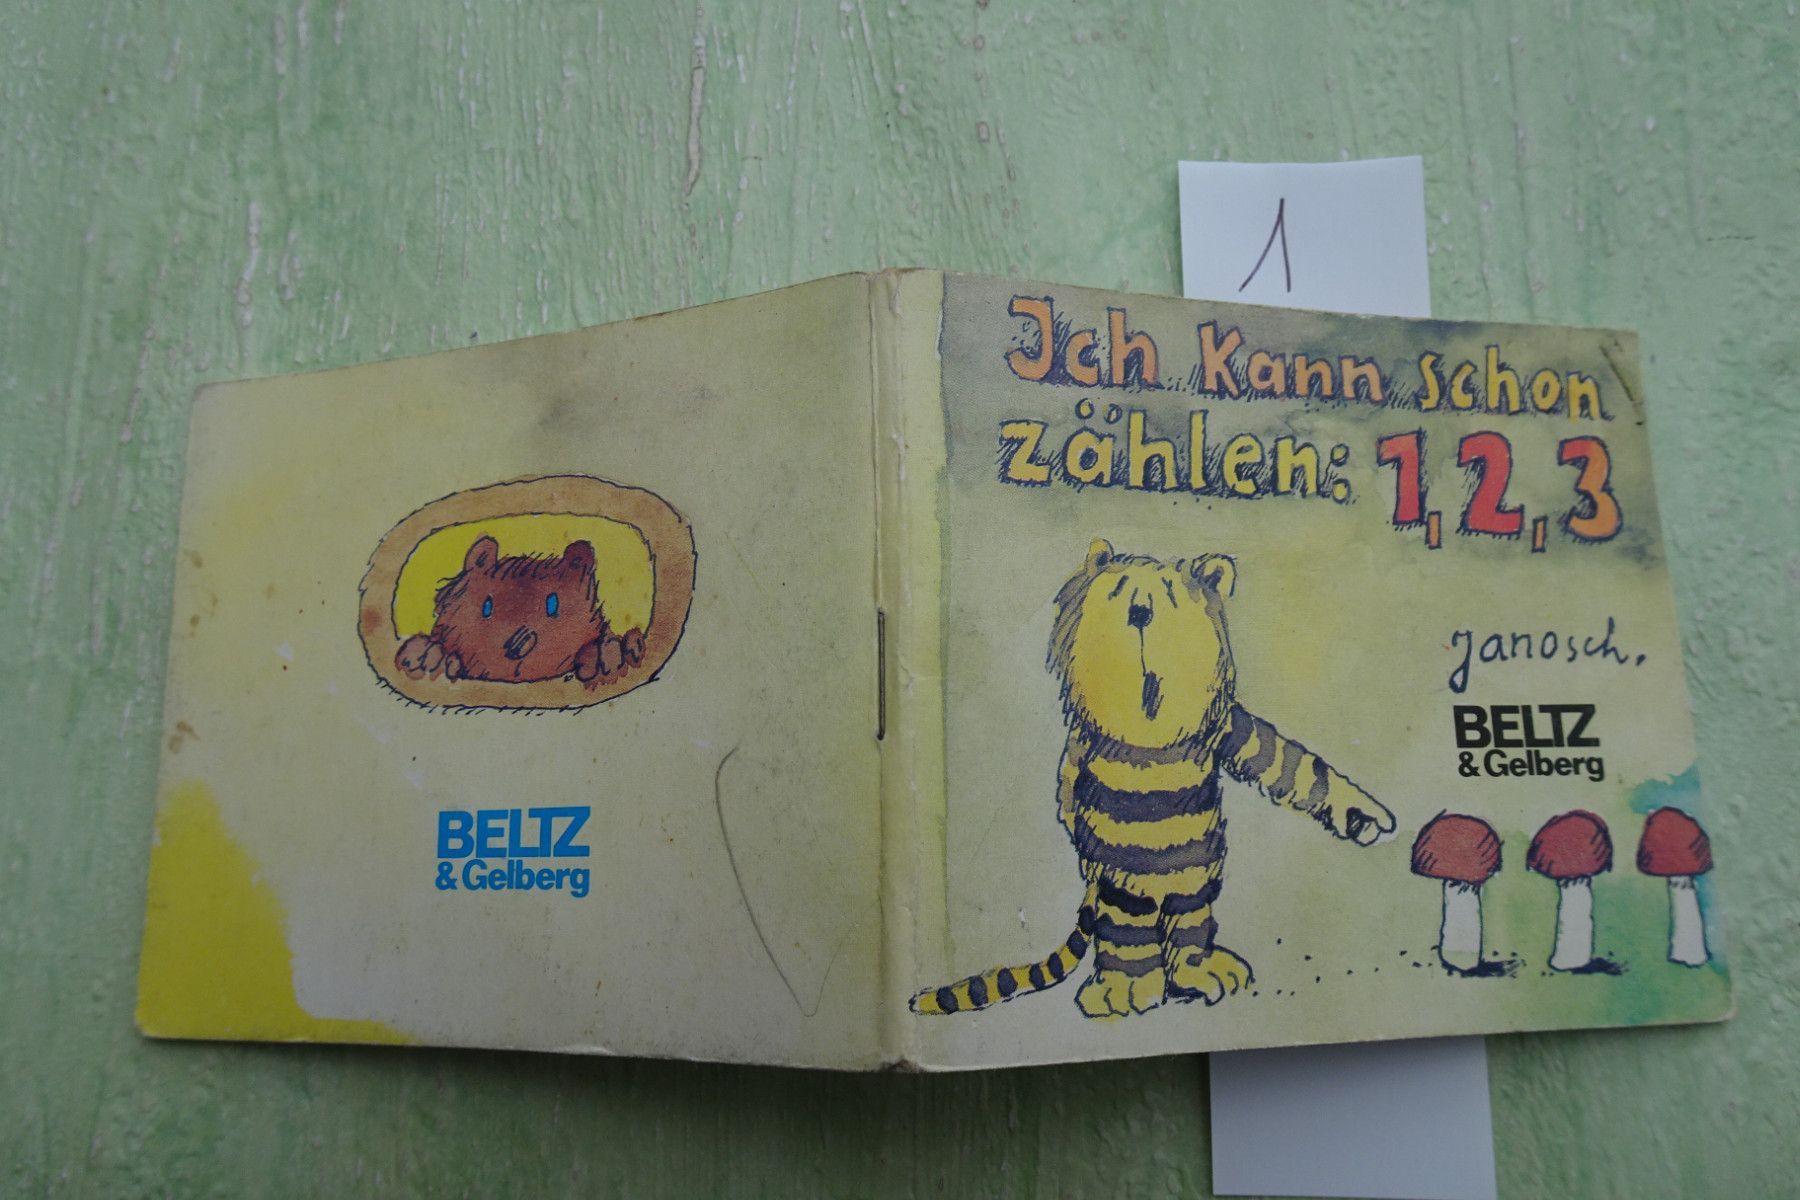 1
Ich kann schon
zählen: 1, 2, 3
Janosch.
BELTZ
& Gelberg
BELTZ
& Gelberg